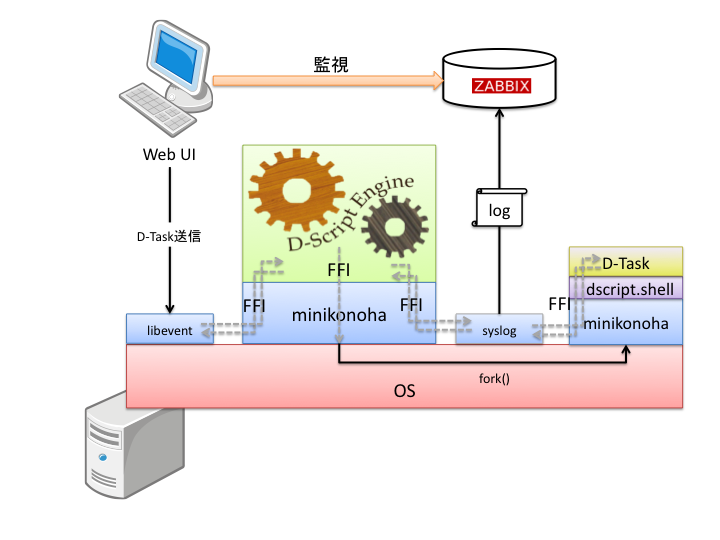 監視
ZABBIX
Web UI
D-Task送信
D-Script Engine
log
FFI
D-Task
dscript.shell
FFI
FFI
FFI
minikonoha
minikonoha
libevent
syslog
fork()
OS